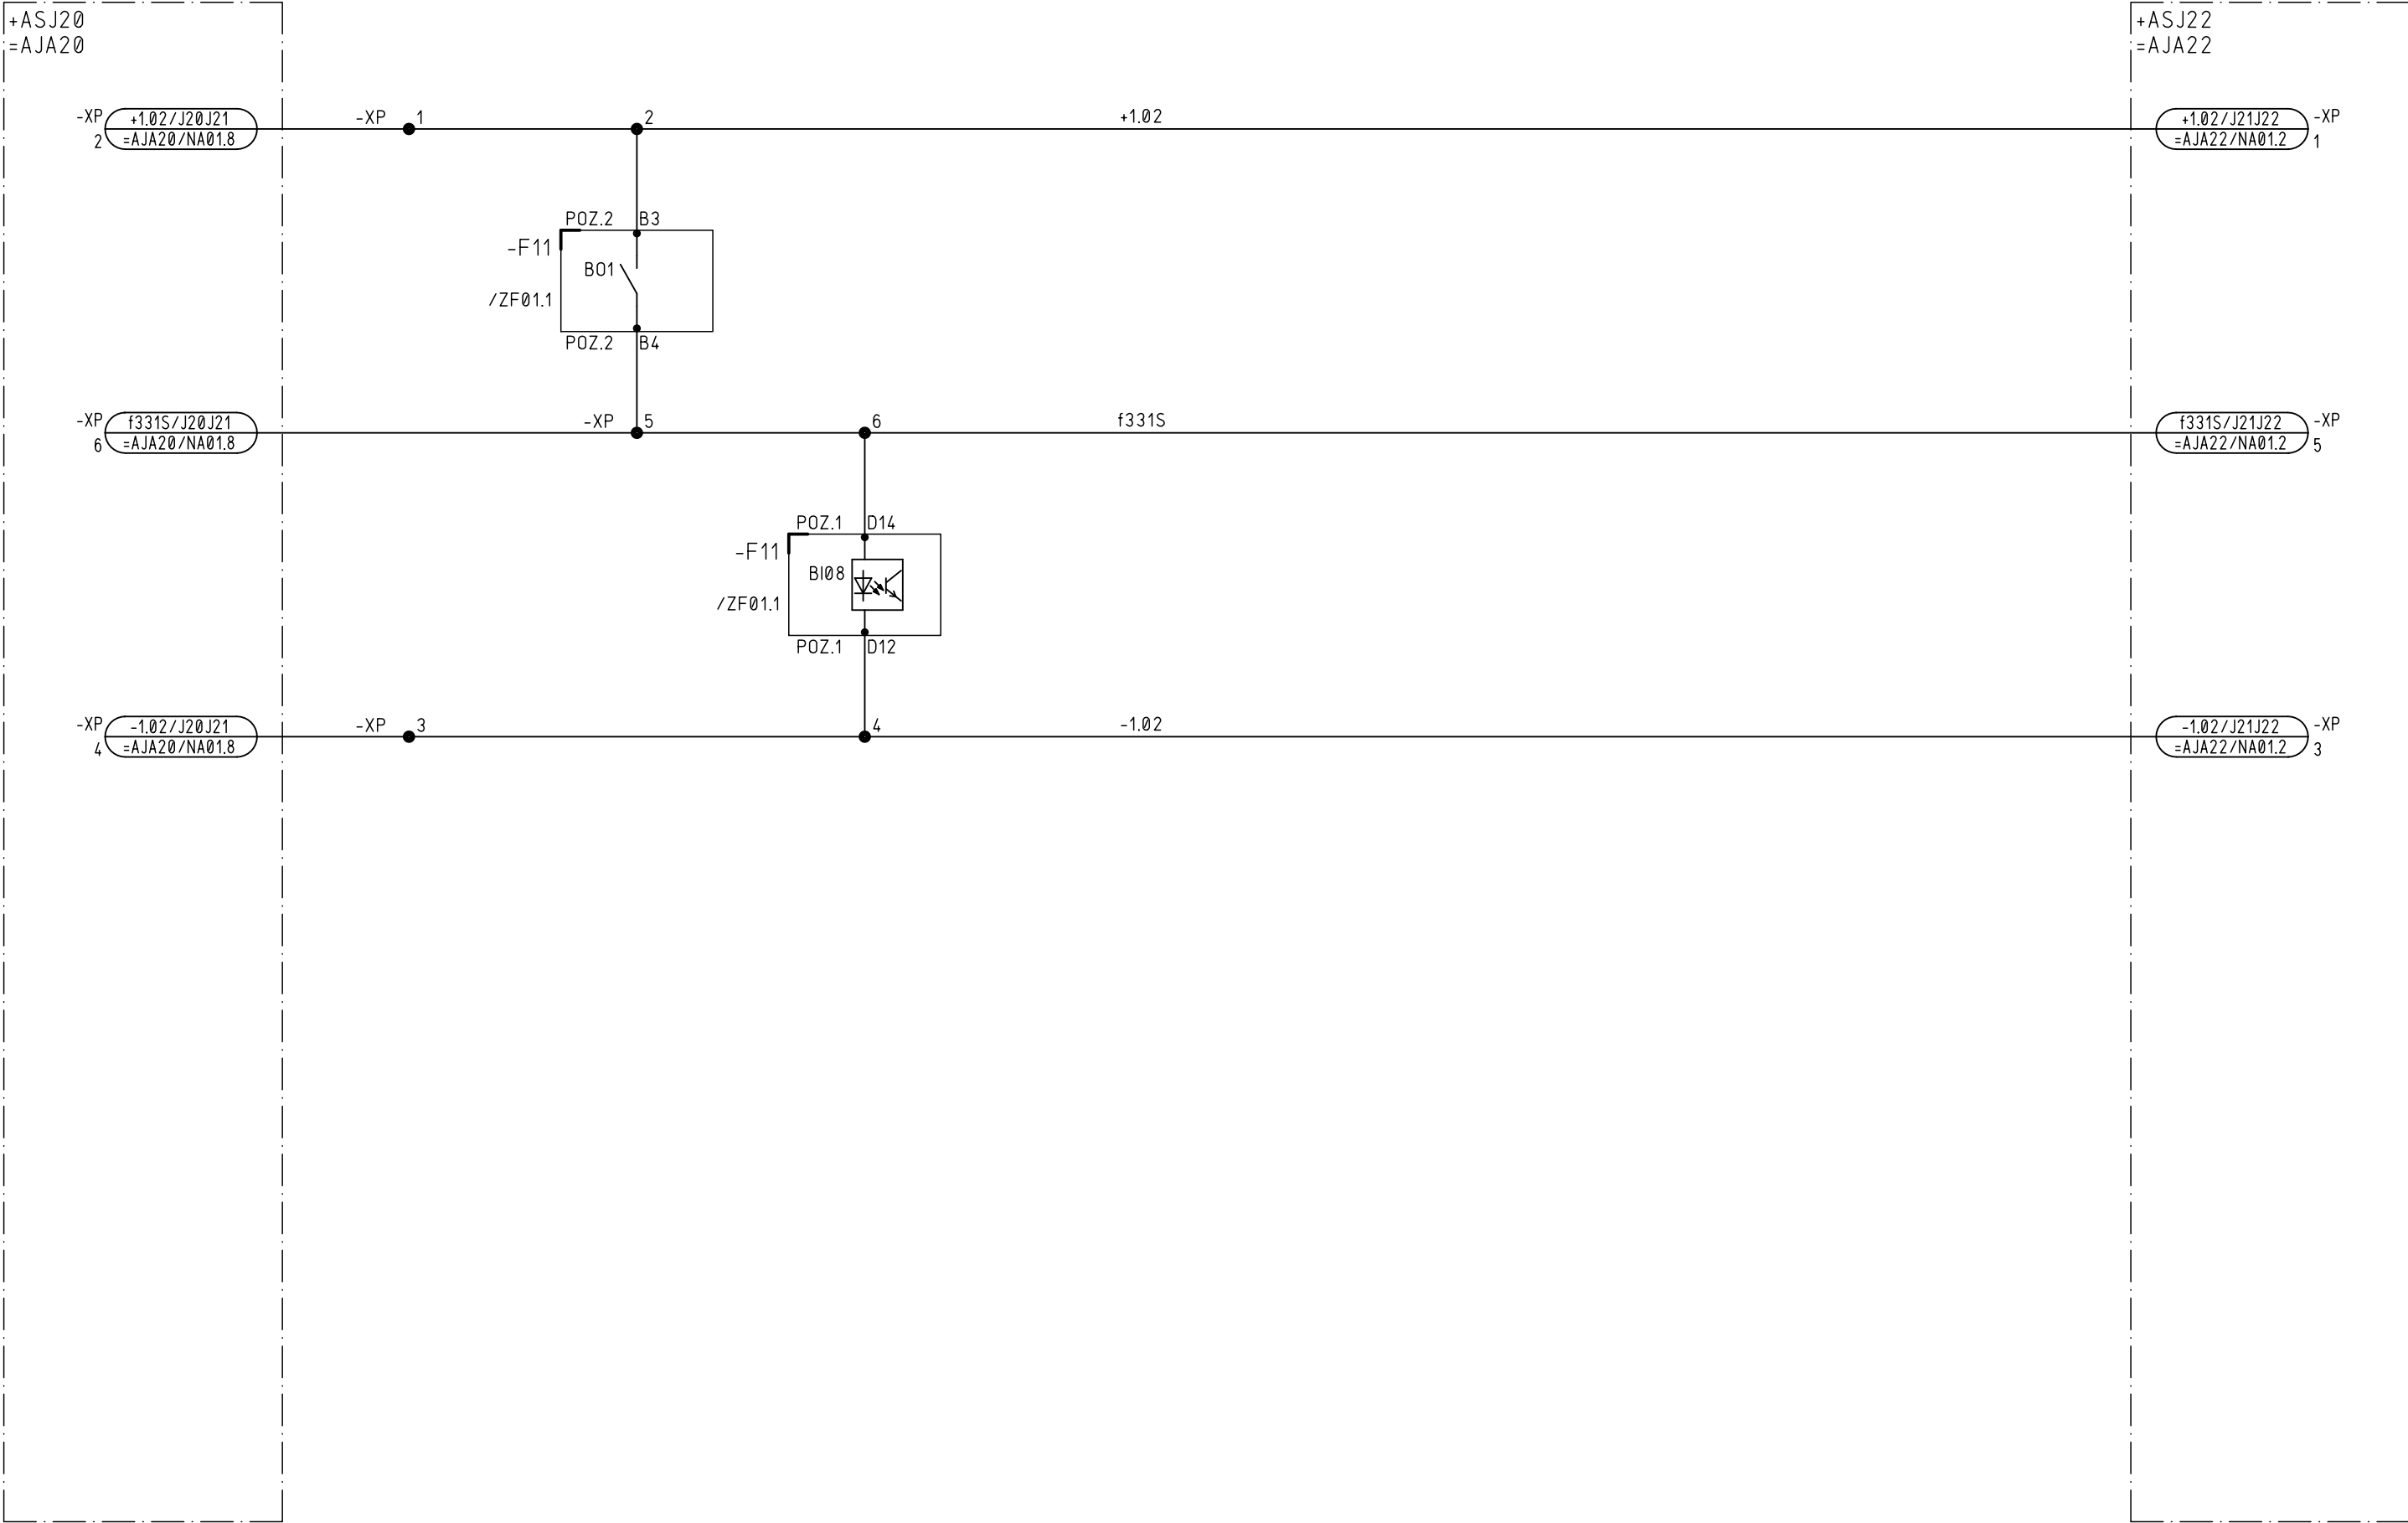 +ASJ20
=AJA20
+ASJ22
=AJA22
-XP
2
+1.02/J20J21
=AJA20/NA01.8
-XP
1
2
+1.02
+1.02/J21J22
=AJA22/NA01.2
-XP
1
POZ.2
B3
-F11
BO1
/ZF01.1
POZ.2
B4
-XP
6
f331S/J20J21
=AJA20/NA01.8
-XP
5
6
f331S
f331S/J21J22
=AJA22/NA01.2
-XP
5
POZ.1
D14
-F11
BI08
/ZF01.1
POZ.1
D12
-XP
4
-1.02/J20J21
=AJA20/NA01.8
-XP
3
4
-1.02
-1.02/J21J22
=AJA22/NA01.2
-XP
3